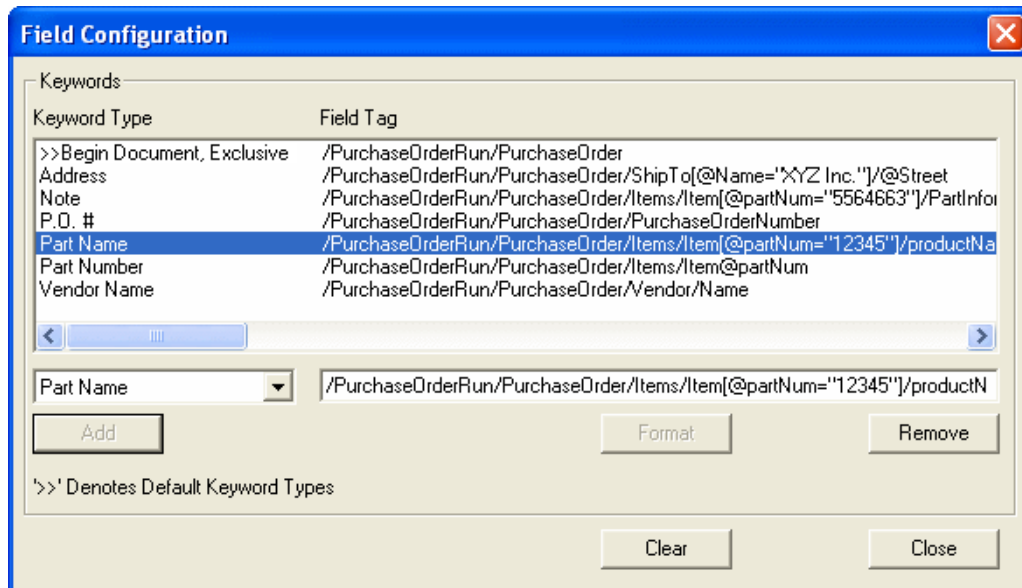 Field Configuration
Keywords
Keyword Type Field Tag
>>Begin Document, Exclusive /PurchaseOrderRun/PurchaseOrder
Address /PurchaseOrderRun/PurchaseOrder/ShipTo[@Name="XYZ Inc."]/@Street
Note /PurchaseOrderRun/PurchaseOrder/Items/Item[@partNum="5564663"]/PartInfor
P.O. # /PurchaseOrderRun/PurchaseOrder/PurchaseOrderNumber
Part Name /PurchaseOrderRun/PurchaseOrder/Items/Item[@partNum="12345"]/productNa
Part Number /PurchaseOrderRun/PurchaseOrder/Items/Item@partNum
Vendor Name /PurchaseOrderRun/PurchaseOrder/Vendor/Name
Part Name /PurchaseOrderRun/PurchaseOrder/Items/Item[@partNum="12345"]/productN
Add Format Remove
'>>' Denotes Default Keyword Types
Clear Close